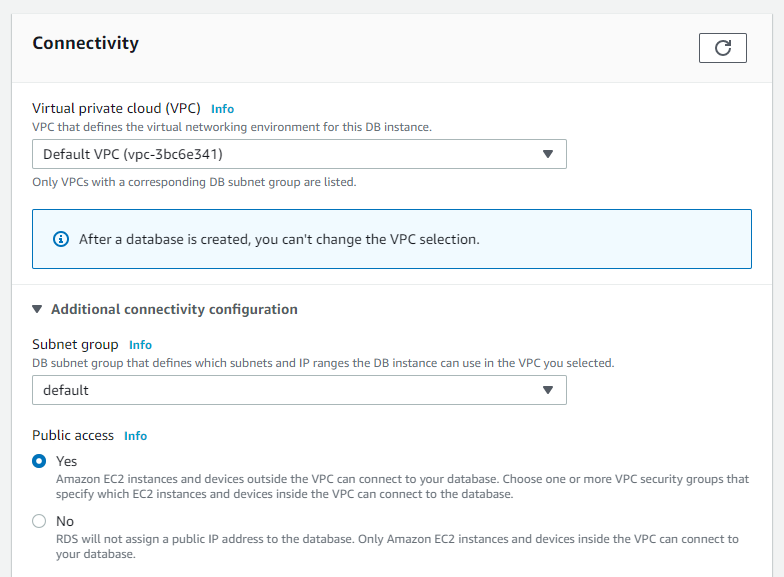 Connectivity
Virtual private cloud (VPC) Info
VPC that defines the virtual networking environment for this DB instance.
Default VPC (vpc-3bc6e341)
Only VPCs with a corresponding DB subnet group are listed.
After a database is created, you can't change the VPC selection.
Additional connectivity configuration
Subnet group Info
DB subnet group that defines which subnets and IP ranges the DB instance can use in the VPC you selected.
default
Public access Info
Yes
Amazon EC2 instances and devices outside the VPC can connect to your database. Choose one or more VPC security groups that
specify which EC2 instances and devices inside the VPC can connect to the database.
No
RDS will not assign a public IP address to the database. Only Amazon EC2 instances and devices inside the VPC can connect to
your database.